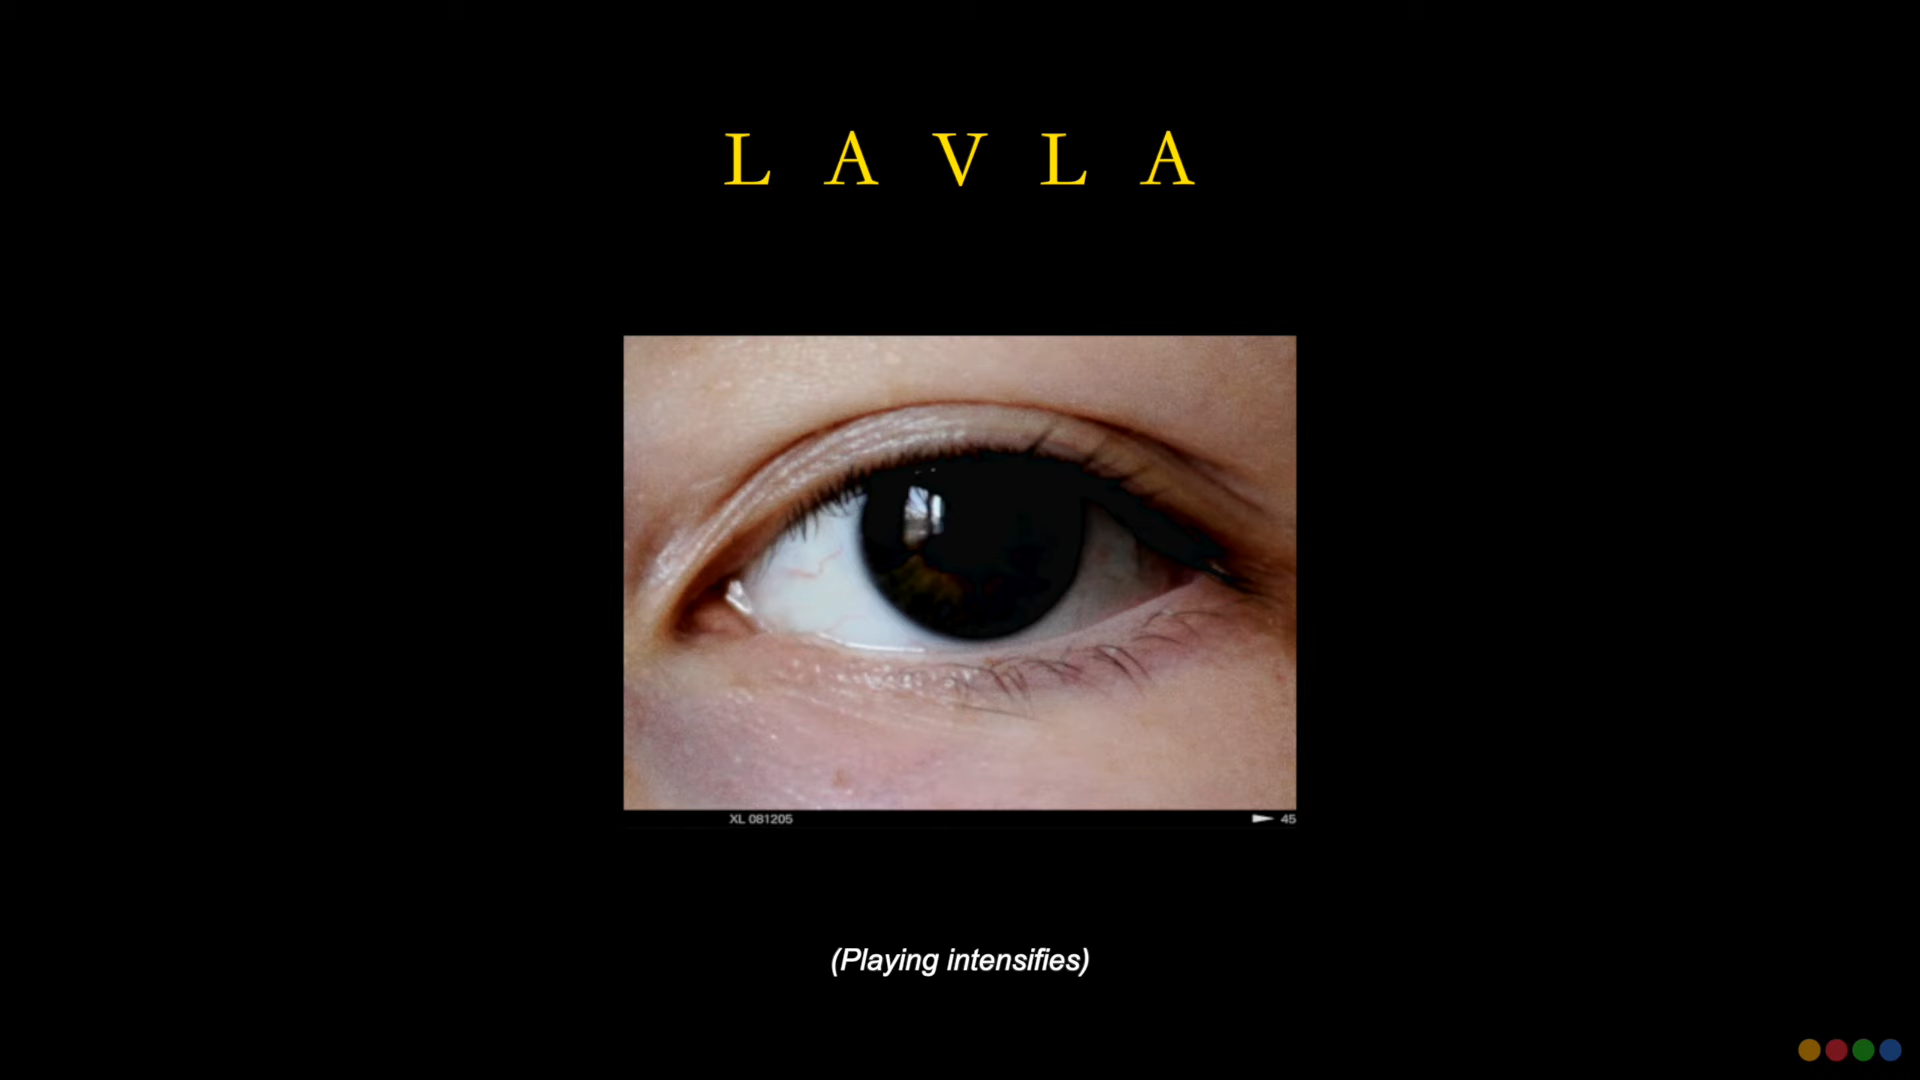 L A V L A
XL 081205 45
(Playing intensifies)